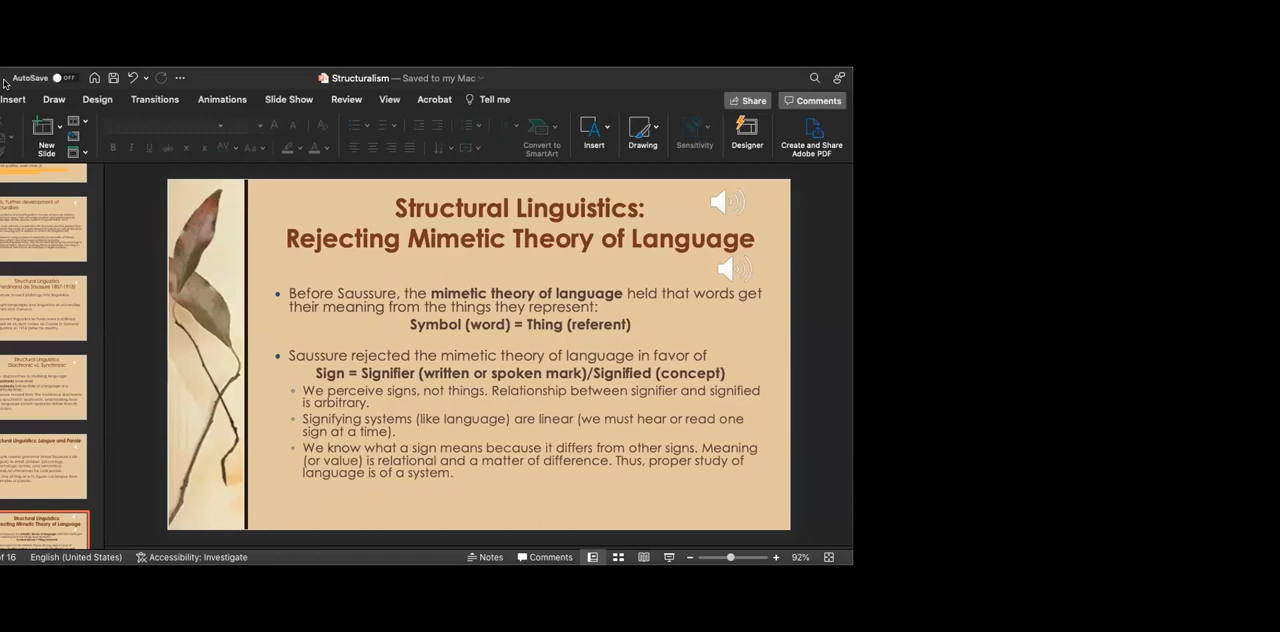 AutoSave OFF
Structuralism — Saved to my Mac
Insert Draw Design Transitions Animations Slide Show Review View Acrobat Tell me
Share Comments
New Slide
Convert to SmartArt
Insert
Drawing
Sensitivity
Designer
Create and Share Adobe PDF
Structural Linguistics:
Rejecting Mimetic Theory of Language
• Before Saussure, the mimetic theory of language held that words get
their meaning from the things they represent:
Symbol (word) = Thing (referent)
• Saussure rejected the mimetic theory of language in favor of
Sign = Signifier (written or spoken mark)/Signified (concept)
◦ We perceive signs, not things. Relationship between signifier and signified
is arbitrary.
◦ Signifying systems (like language) are linear (we must hear or read one
sign at a time).
◦ We know what a sign means because it differs from other signs. Meaning
(or value) is relational and a matter of difference. Thus, proper study of
language is of a system.
of 16 English (United States) Accessibility: Investigate Notes Comments 92%